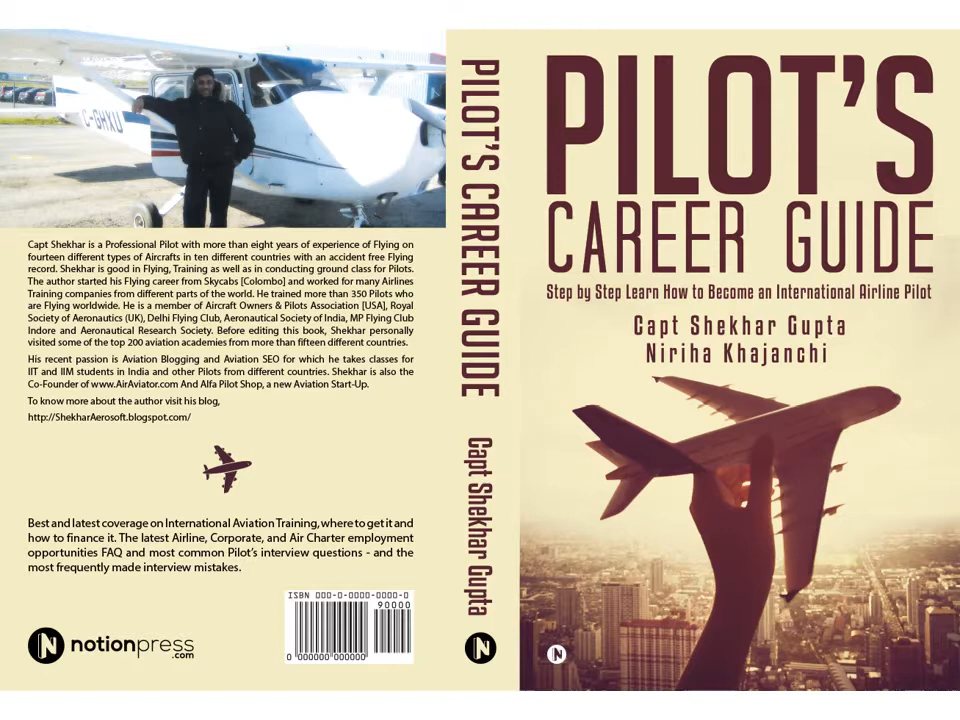 C-GHXU
Capt Shekhar is a Professional Pilot with more than eight years of experience of Flying on
fourteen different types of Aircrafts in ten different countries with an accident free Flying
record. Shekhar is good in Flying, Training as well as in conducting ground class for Pilots.
The author started his Flying career from Skycabs [Colombo] and worked for many Airlines
Training companies from different parts of the world. He trained more than 350 Pilots who
are Flying worldwide. He is a member of Aircraft Owners & Pilots Association [USA], Royal
Society of Aeronautics (UK), Delhi Flying Club, Aeronautical Society of India, MP Flying Club
Indore and Aeronautical Research Society. Before editing this book, Shekhar personally
visited some of the top 200 aviation academies from more than fifteen different countries.
His recent passion is Aviation Blogging and Aviation SEO for which he takes classes for
IIT and IIM students in India and other Pilots from different countries. Shekhar is also the
Co-Founder of www.AirAviator.com And Alfa Pilot Shop, a new Aviation Start-Up.
To know more about the author visit his blog,
http://ShekharAerosoft.blogspot.com/
Best and latest coverage on International Aviation Training, where to get it and
how to finance it. The latest Airline, Corporate, and Air Charter employment
opportunities FAQ and most common Pilot's interview questions - and the
most frequently made interview mistakes.
N notionpress
.com
ISBN 000-0-0000-0000-0
90000
0 000000 000000
PILOT'S CAREER GUIDE
Capt Shekhar Gupta
N
PILOT'S
CAREER GUIDE
Step by Step Learn How to Become an International Airline Pilot
Capt Shekhar Gupta
Niriha Khajanchi
N